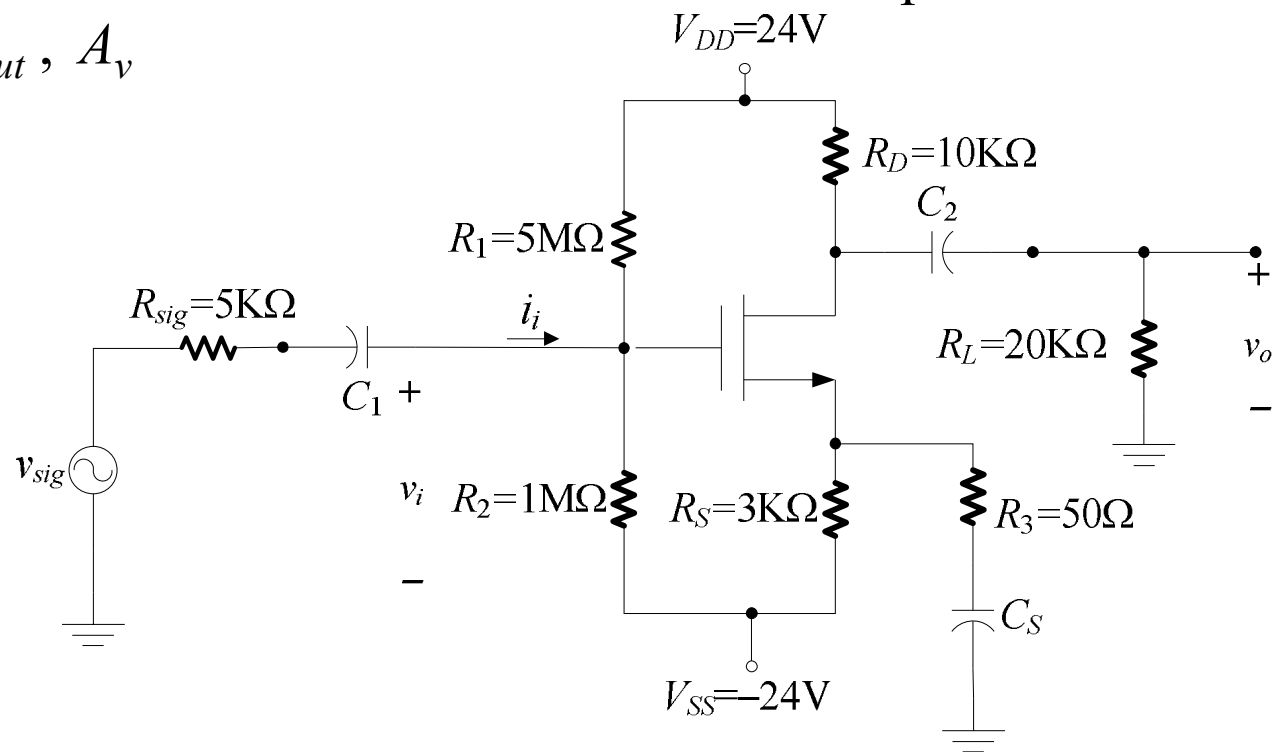 V_DD=24V
ut , A_v
R_D=10KΩ
C_2
R_1=5MΩ
+
R_sig=5KΩ
i_i
R_L=20KΩ
v_o
C_1 +
–
v_sig
v_i
R_2=1MΩ
R_S=3KΩ
R_3=50Ω
–
C_S
V_SS=–24V